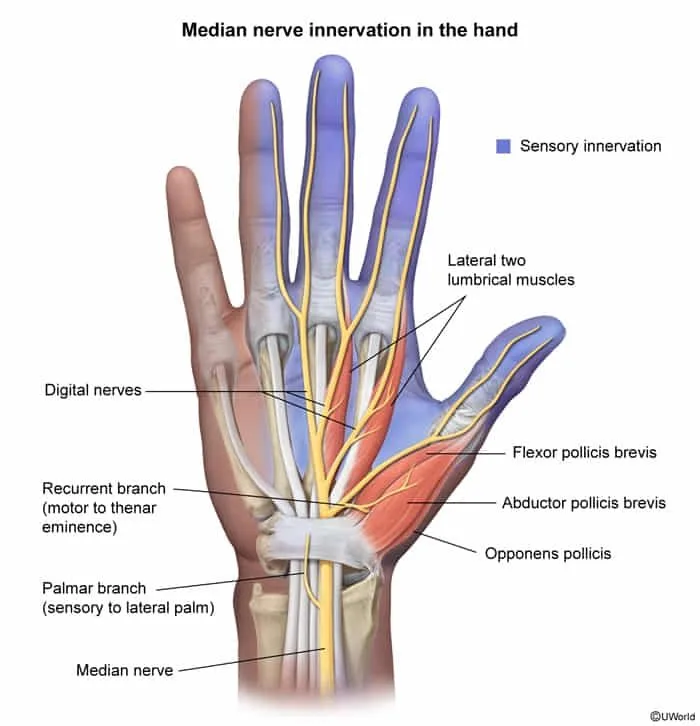 Median nerve innervation in the hand
Sensory innervation
Lateral two
lumbrical muscles
Digital nerves
Flexor pollicis brevis
Recurrent branch
(motor to thenar
eminence)
Abductor pollicis brevis
Opponens pollicis
Palmar branch
(sensory to lateral palm)
Median nerve
©UWorld